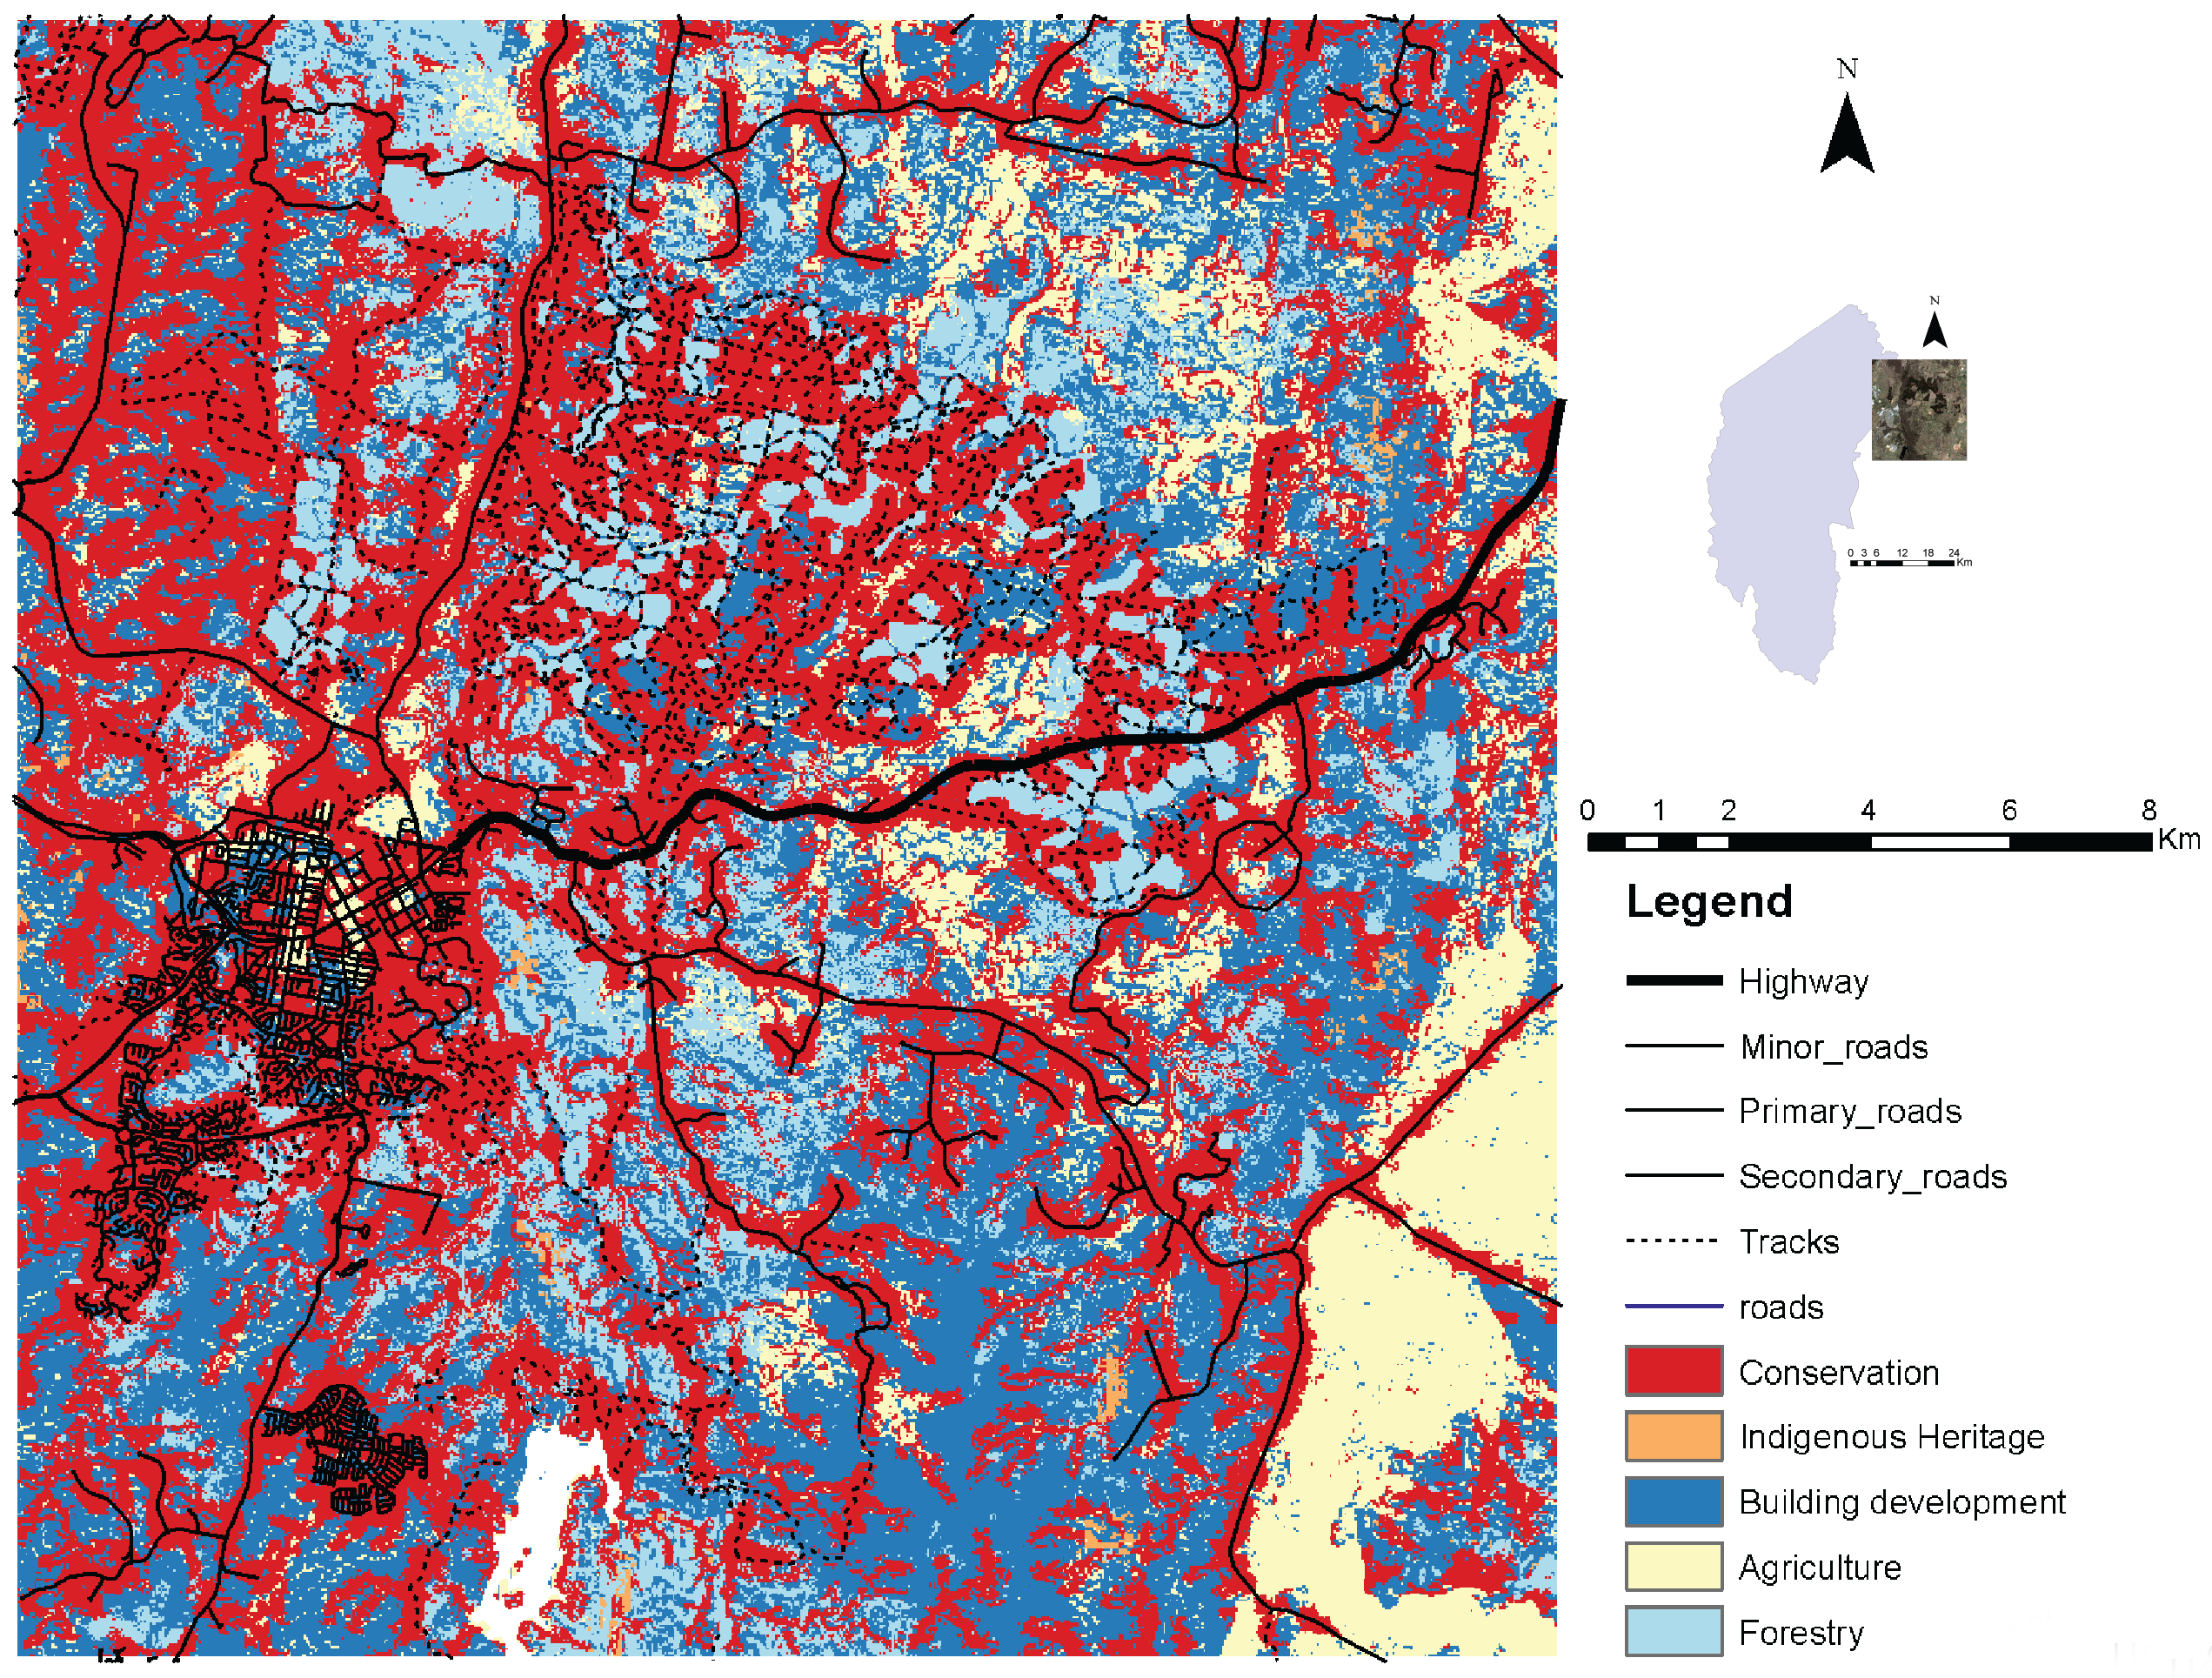 N
N
0 3 6 12 18 24
Km
0 1 2 4 6 8
Km
Legend
Highway
Minor_roads
Primary_roads
Secondary_roads
Tracks
roads
Conservation
Indigenous Heritage
Building development
Agriculture
Forestry